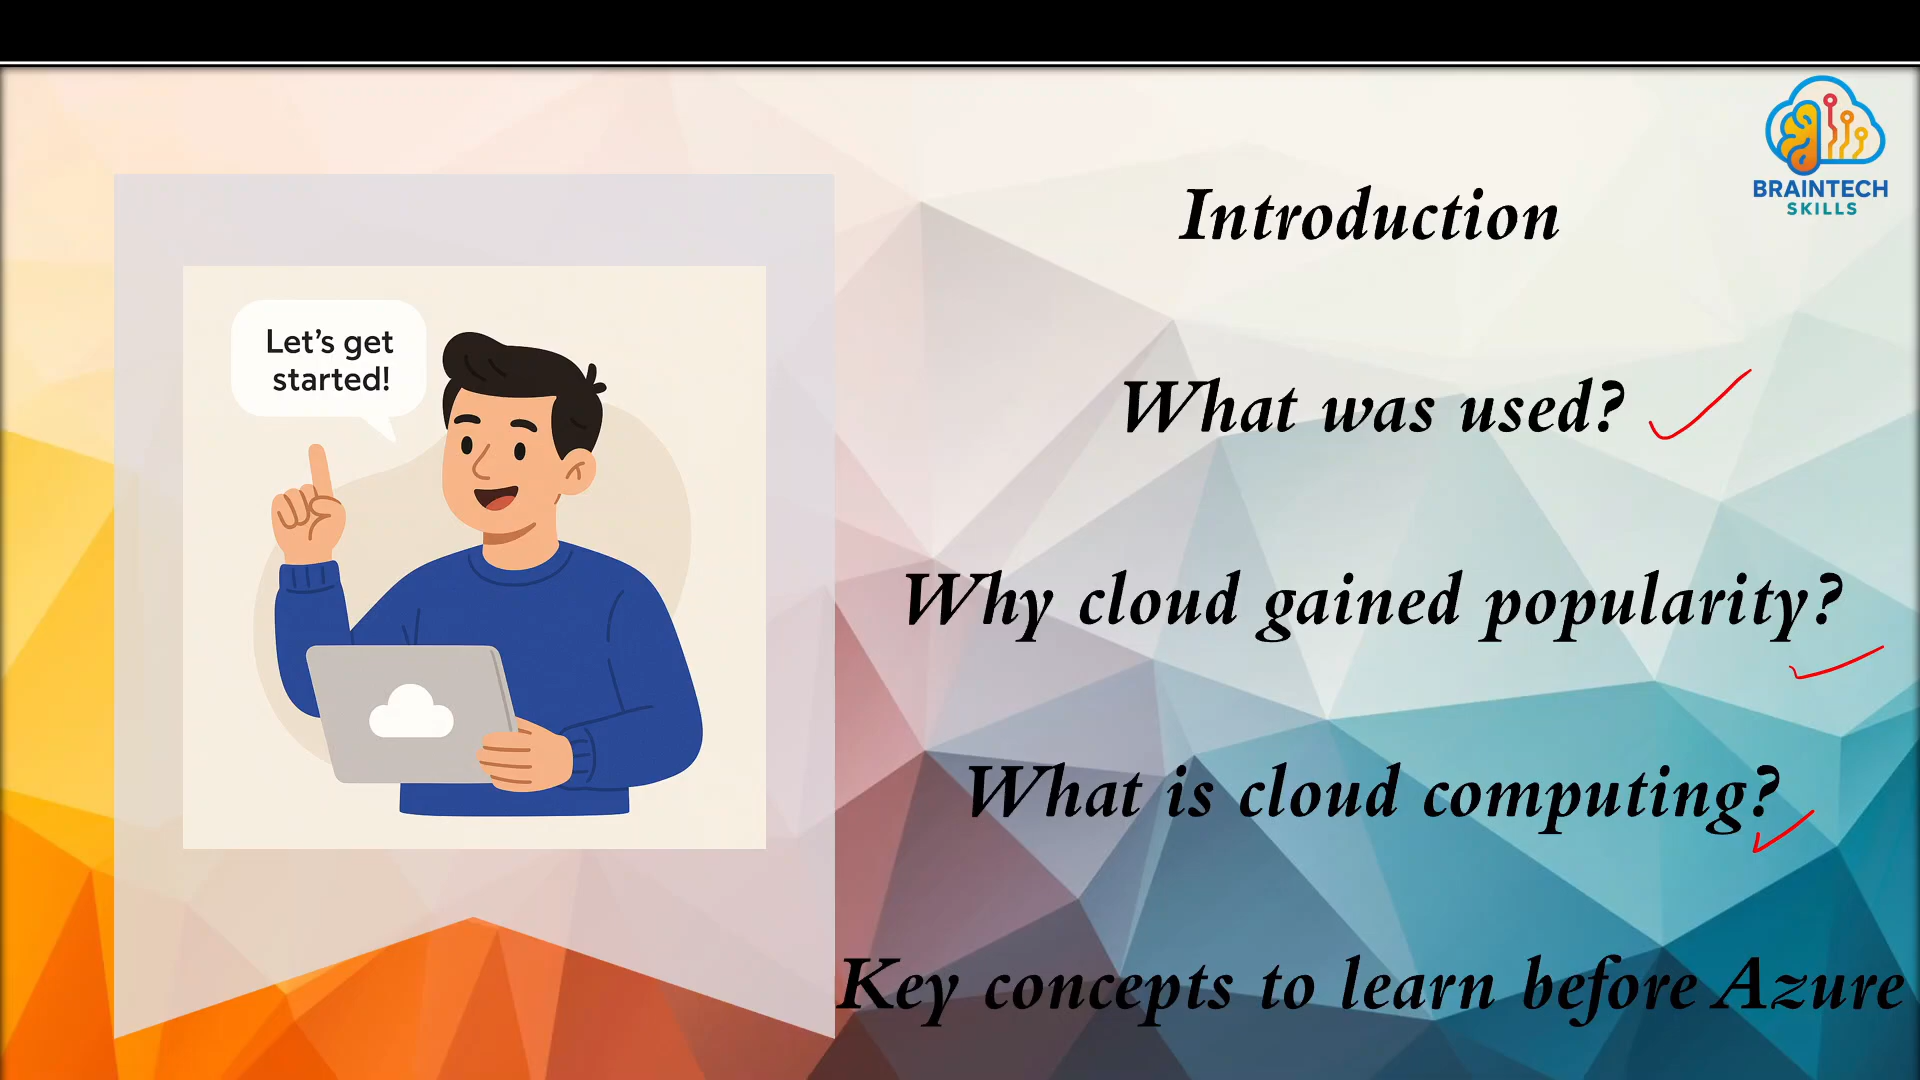 BRAINTECH
SKILLS
Let's get
started!
Introduction
What was used?
Why cloud gained popularity?
What is cloud computing?
Key concepts to learn before Azure